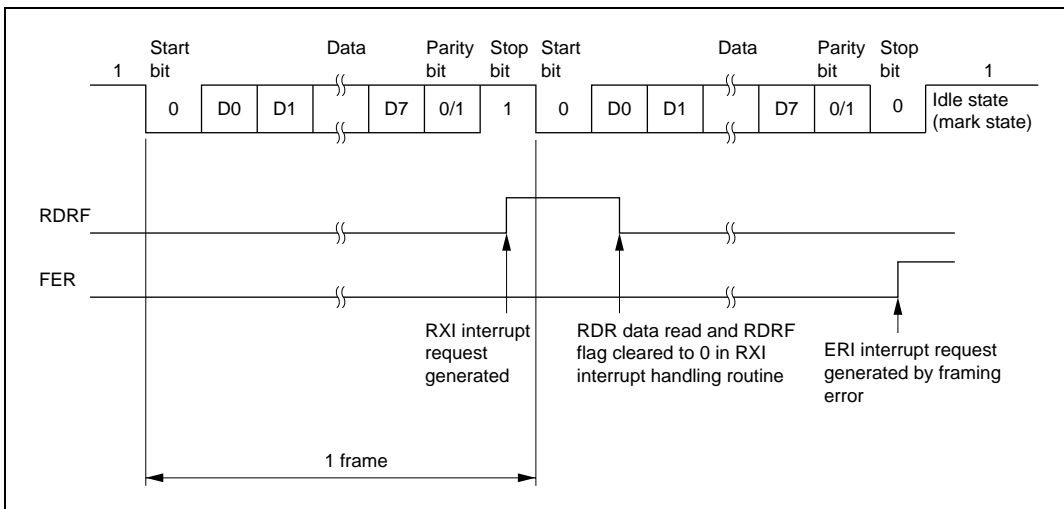 Start bit
Data
Parity bit
Stop bit
Start bit
Data
Parity bit
Stop bit
1
1
0
D0
D1
D7
0/1
1
0
D0
D1
D7
0/1
0
Idle state
(mark state)
RDRF
FER
RXI interrupt
request
generated
RDR data read and RDRF
flag cleared to 0 in RXI
interrupt handling routine
ERI interrupt request
generated by framing
error
1 frame